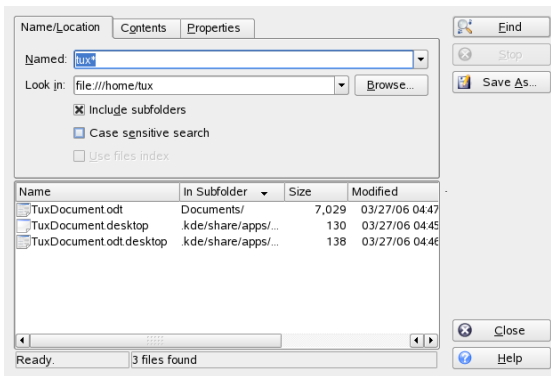 Name/Location Contents Properties
Find
Named: tux*
Stop
Look in: file:///home/tux Browse...
Save As...
Include subfolders
Case sensitive search
Use files index
Name In Subfolder Size Modified
TuxDocument.odt Documents/ 7,029 03/27/06 04:47
TuxDocument.desktop .kde/share/apps/... 130 03/27/06 04:45
TuxDocument.odt.desktop .kde/share/apps/... 138 03/27/06 04:46
Close
Ready. 3 files found
Help